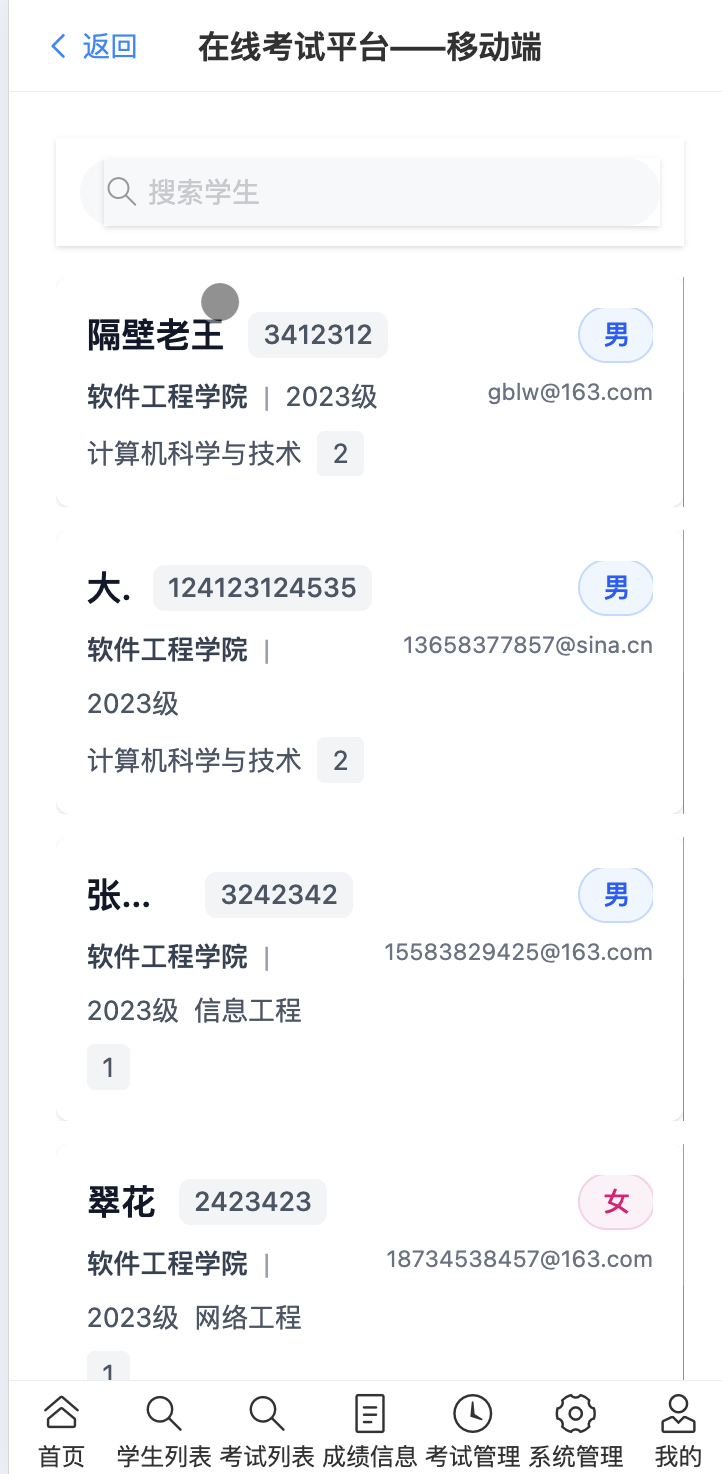 返回 在线考试平台——移动端
搜索学生
隔壁老王 3412312 男
软件工程学院 | 2023级 gblw@163.com
计算机科学与技术 2
大. 124123124535 男
软件工程学院 | 13658377857@sina.cn
2023级
计算机科学与技术 2
张... 3242342 男
软件工程学院 | 15583829425@163.com
2023级 信息工程
1
翠花 2423423 女
软件工程学院 | 18734538457@163.com
2023级 网络工程
1
首页 学生列表 考试列表 成绩信息 考试管理 系统管理 我的